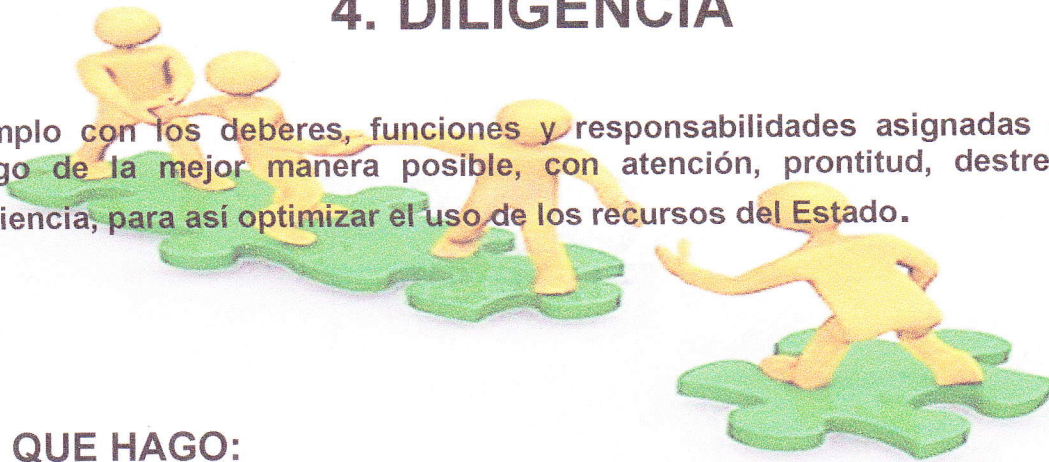 4. DILIGENCIA
mplo con los deberes, funciones y responsabilidades asignadas
go de la mejor manera posible, con atención, prontitud, destre
iencia, para así optimizar el uso de los recursos del Estado.
QUE HAGO: